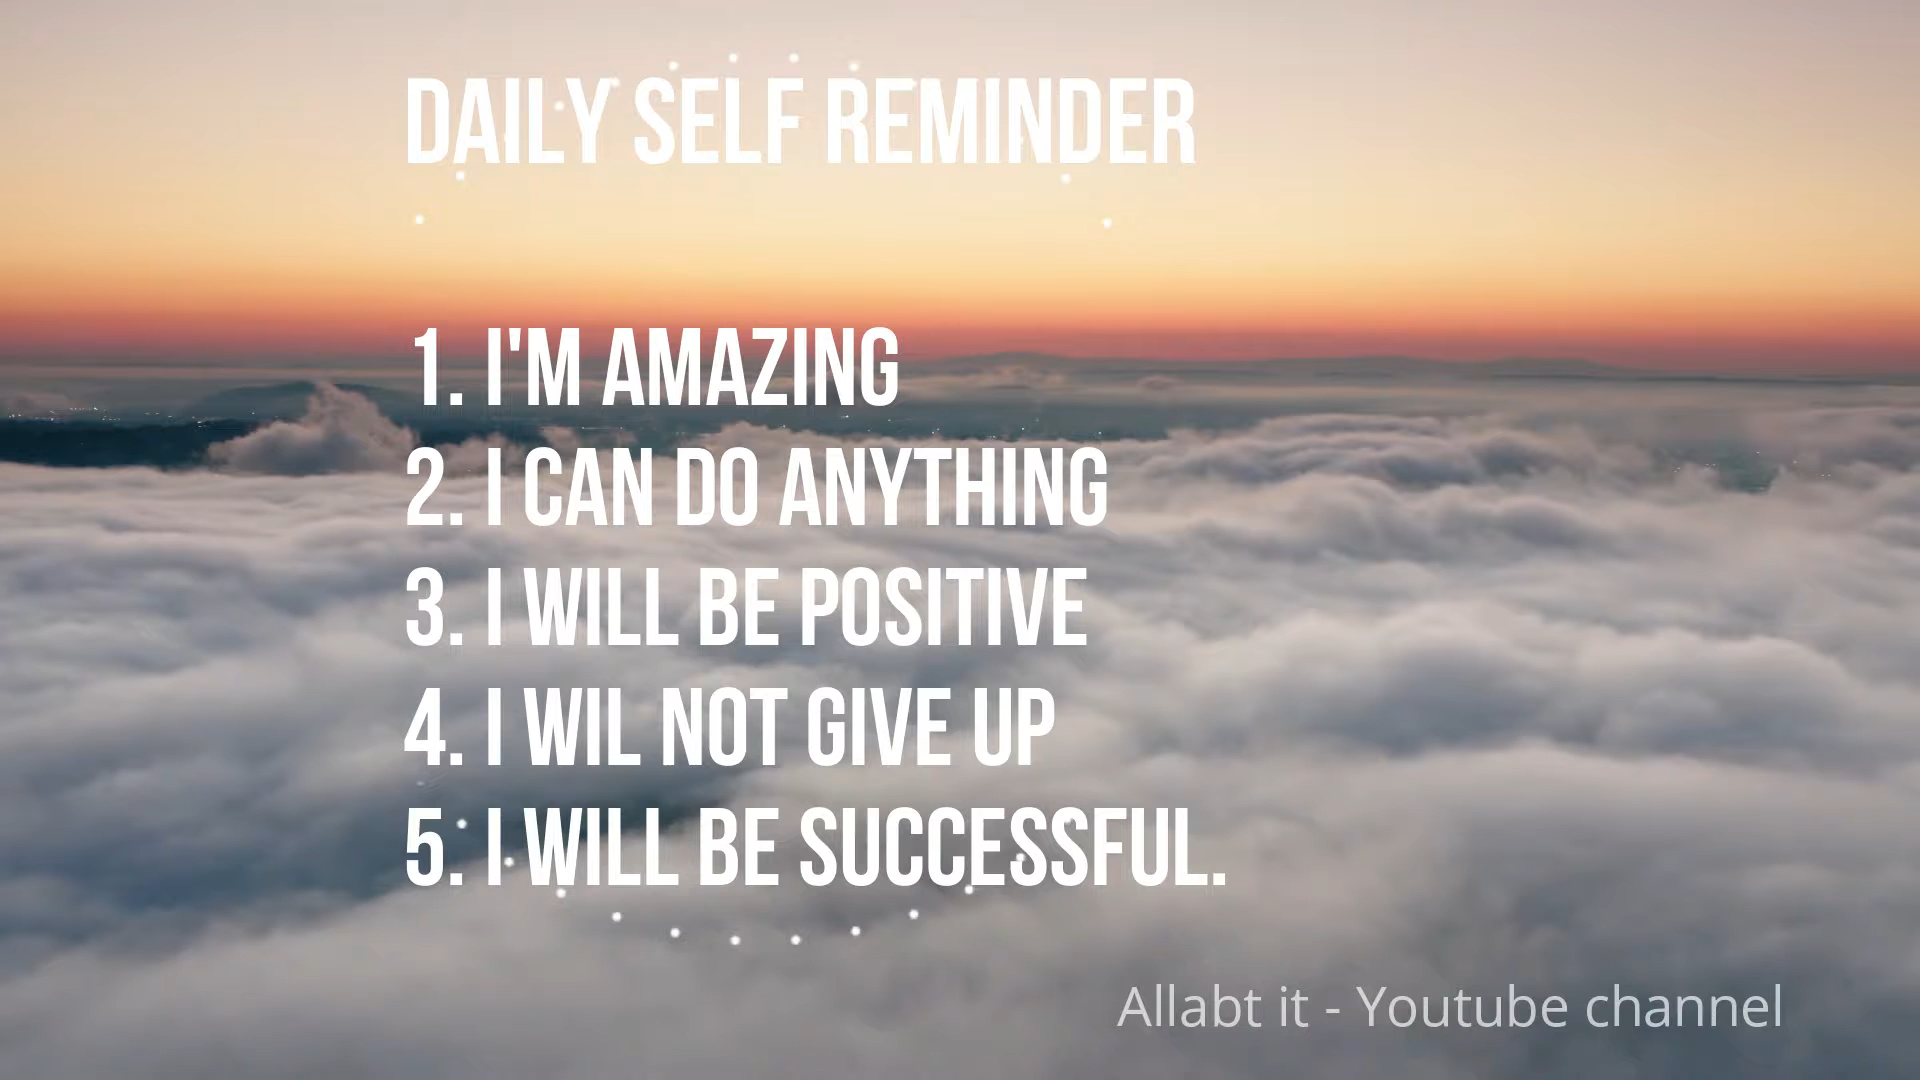 DAILY SELF REMINDER
1. I'M AMAZING
2. I CAN DO ANYTHING
3. I WILL BE POSITIVE
4. I WIL NOT GIVE UP
5. I WILL BE SUCCESSFUL.
Allabt it - Youtube channel